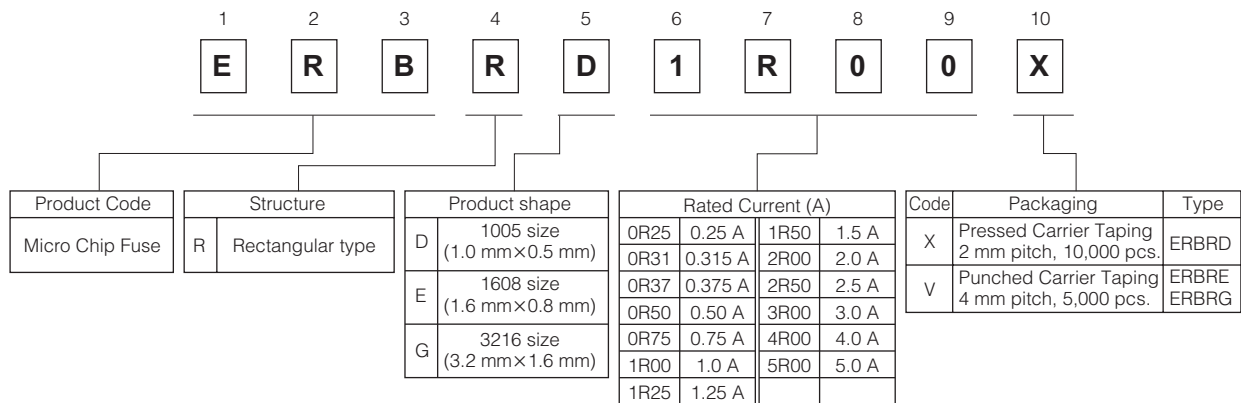 1 2 3 4 5 6 7 8 9 10
E R B R D 1 R 0 0 X
Product Code
Micro Chip Fuse
Structure
R Rectangular type
Product shape
D 1005 size
(1.0 mm×0.5 mm)
E 1608 size
(1.6 mm×0.8 mm)
G 3216 size
(3.2 mm×1.6 mm)
Rated Current (A)
0R25 0.25 A 1R50 1.5 A
0R31 0.315 A 2R00 2.0 A
0R37 0.375 A 2R50 2.5 A
0R50 0.50 A 3R00 3.0 A
0R75 0.75 A 4R00 4.0 A
1R00 1.0 A 5R00 5.0 A
1R25 1.25 A
Code Packaging Type
X Pressed Carrier Taping
2 mm pitch, 10,000 pcs. ERBRD
V Punched Carrier Taping ERBRE
4 mm pitch, 5,000 pcs. ERBRG